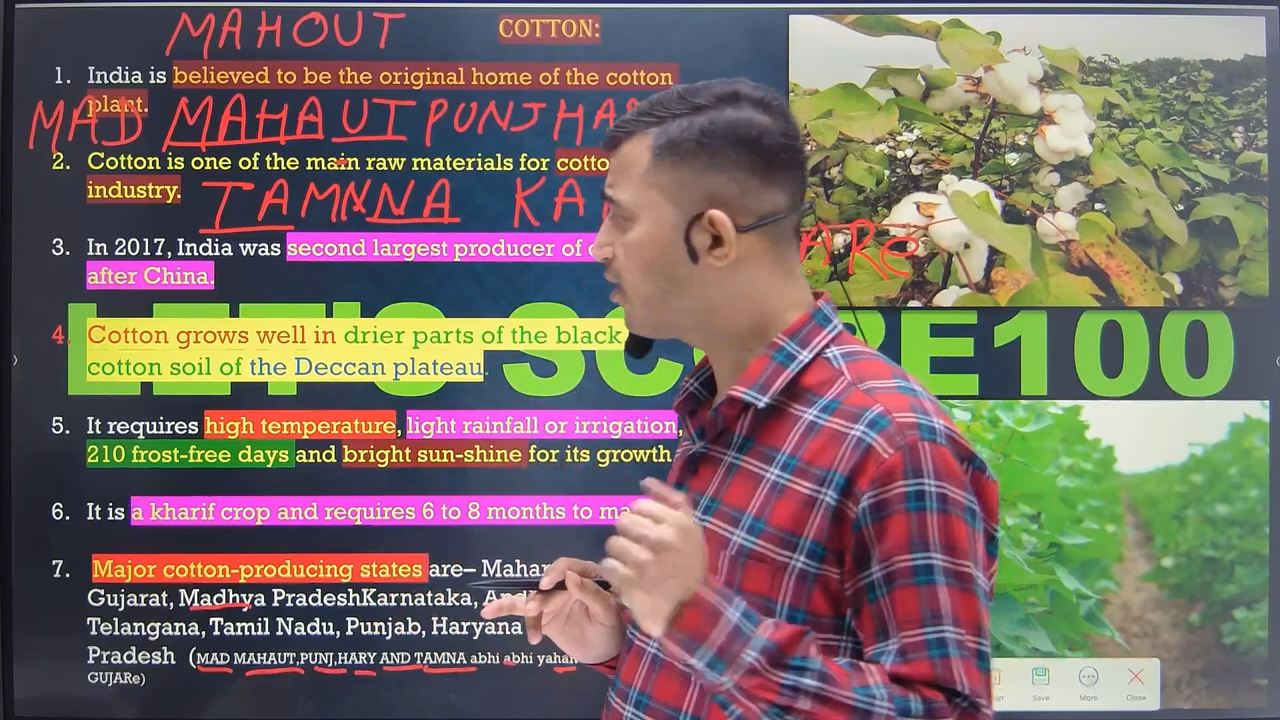 MAHOUT
COTTON:
1. India is believed to be the original home of the cotton
plant.
MAD MAHAUT PUNJ HA
2. Cotton is one of the main raw materials for
industry.
TAMNNA KA
3. In 2017, India was second largest producer of
after China.
ARe
LET'S SCORE100
4. Cotton grows well in drier parts of the black
cotton soil of the Deccan plateau.
5. It requires high temperature, light rainfall or irrigation,
210 frost-free days and bright sun-shine for its growth
6. It is a kharif crop and requires 6 to 8 months to
7. Major cotton-producing states are–
Gujarat, Madhya PradeshKarnataka,
Telangana, Tamil Nadu, Punjab, Haryana
Pradesh (MAD MAHAUT,PUNJ,HARY AND TAMNA abhi abhi yahan
GUJARe)
Save
More
Close